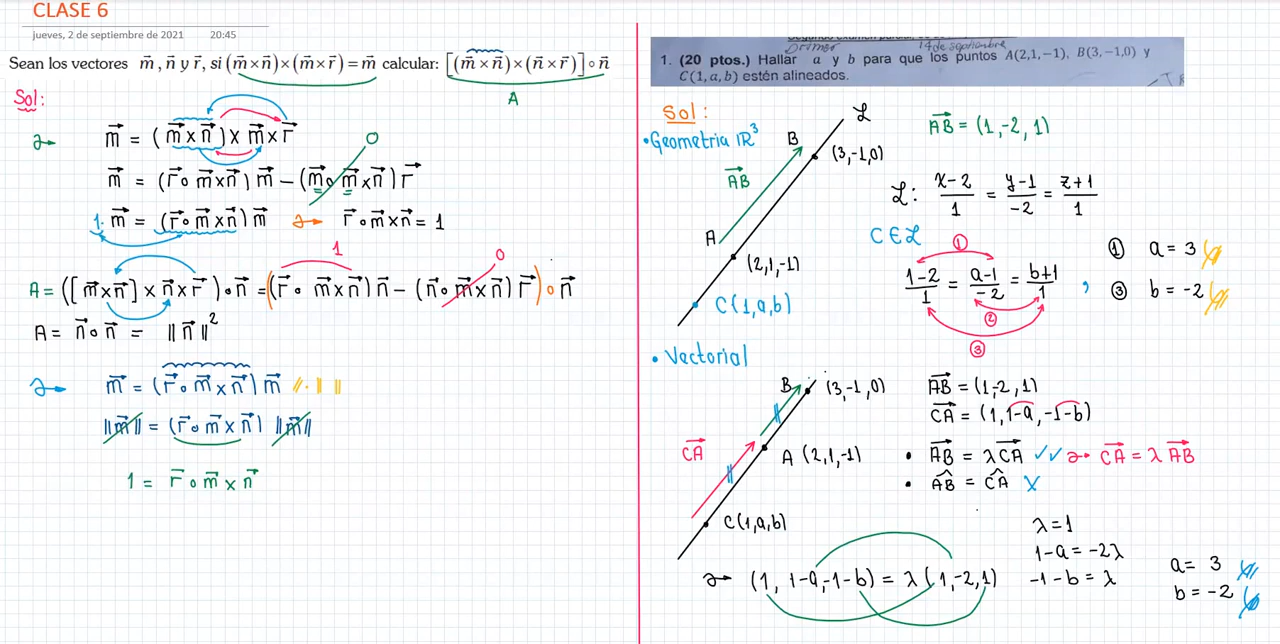 CLASE 6
jueves, 2 de septiembre de 2021 20:45
Sean los vectores m⃗, n⃗ y r⃗, si (m⃗×n⃗)×(m⃗×r⃗)=m⃗ calcular: [(m⃗×n⃗)×(n⃗×r⃗)]∘n⃗
A
Sol:
m⃗ = (m⃗×n⃗)× m⃗×r⃗
0
m⃗ = (r⃗∘m⃗×n⃗)m⃗ − (m⃗∘m⃗×n⃗)r⃗
1·m⃗ = (r⃗∘m⃗×n⃗)m⃗ r⃗∘m⃗×n⃗ = 1
1 0
A = ([m⃗×n⃗]×n⃗×r⃗)∘n⃗ = ((r⃗∘m⃗×n⃗)n⃗ − (n⃗∘m⃗×n⃗)r⃗)∘n⃗
A = n⃗∘n⃗ = ‖n⃗‖²
m⃗ = (r⃗∘m⃗×n⃗)m⃗ //·‖ ‖
‖m⃗‖ = (r⃗∘m⃗×n⃗)‖m⃗‖
1 = r⃗∘m⃗×n⃗
primer 14 de septiembre
1. (20 ptos.) Hallar a y b para que los puntos A(2,1,−1), B(3,−1,0) y
C(1,a,b) estén alineados.
Sol:
• Geometria ℝ³
B
ℒ
(3,-1,0)
AB⃗
A
(2,1,-1)
C(1,a,b)
AB⃗ = (1,-2,1)
ℒ: x-2/1 = y-1/-2 = z+1/1
C∈ℒ
①
1-2/1 = a-1/-2 = b+1/1 ,
②
③
① a = 3
③ b = -2
• Vectorial
B (3,-1,0)
CA⃗
A (2,1,-1)
C(1,a,b)
AB⃗ = (1,-2,1)
CA⃗ = (1,1-a,-1-b)
• AB⃗ = λCA⃗ ✓✓ CA⃗ = λAB⃗
• AB̂ = CÂ X
(1, 1-a,-1-b) = λ(1,-2,1)
λ = 1
1-a = -2λ
-1-b = λ
a = 3
b = -2